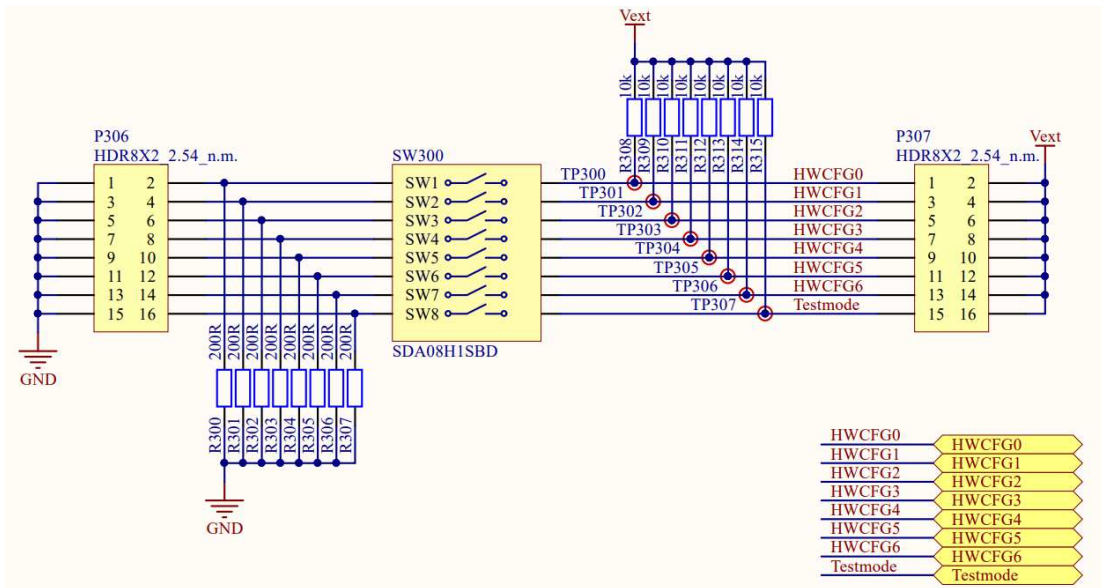 Vext
10k 10k 10k 10k 10k 10k 10k 10k
R308 R309 R310 R311 R312 R313 R314 R315
P306
HDR8X2_2.54_n.m.
1 2
3 4
5 6
7 8
9 10
11 12
13 14
15 16
GND
200R 200R 200R 200R 200R 200R 200R 200R
R300 R301 R302 R303 R304 R305 R306 R307
GND
SW300
SW1
SW2
SW3
SW4
SW5
SW6
SW7
SW8
SDA08H1SBD
TP300
TP301
TP302
TP303
TP304
TP305
TP306
TP307
HWCFG0
HWCFG1
HWCFG2
HWCFG3
HWCFG4
HWCFG5
HWCFG6
Testmode
P307
HDR8X2_2.54_n.m.
Vext
1 2
3 4
5 6
7 8
9 10
11 12
13 14
15 16
HWCFG0 HWCFG0
HWCFG1 HWCFG1
HWCFG2 HWCFG2
HWCFG3 HWCFG3
HWCFG4 HWCFG4
HWCFG5 HWCFG5
HWCFG6 HWCFG6
Testmode Testmode